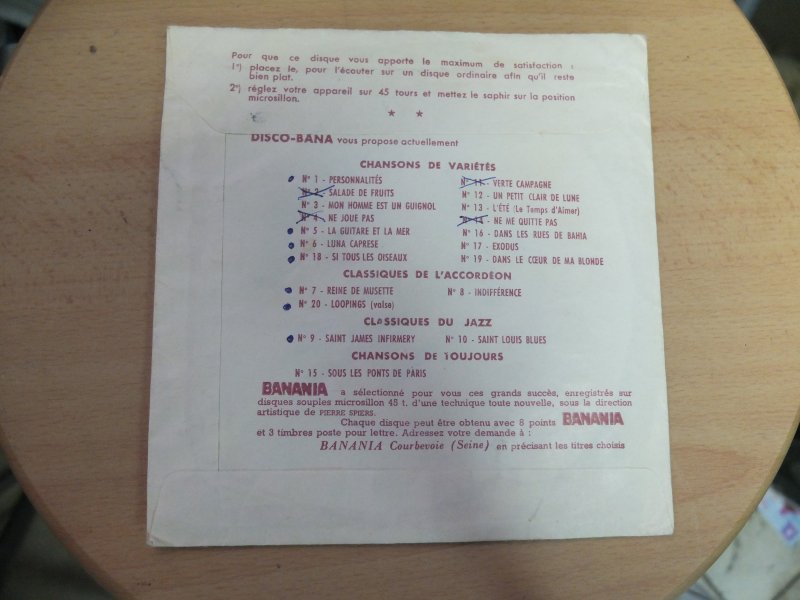 Pour que ce disque vous apporte le maximum de satisfaction :
1°) placez le, pour l'écouter sur un disque ordinaire afin qu'il reste
bien plat.
2°) réglez votre appareil sur 45 tours et mettez le saphir sur la position
microsillon.
DISCO-BANA vous propose actuellement
CHANSONS DE VARIÉTÉS
N° 1 - PERSONNALITÉS
N° 2 - SALADE DE FRUITS
N° 3 - MON HOMME EST UN GUIGNOL
N° 4 - NE JOUE PAS
N° 5 - LA GUITARE ET LA MER
N° 6 - LUNA CAPRESE
N° 18 - SI TOUS LES OISEAUX
N° 11 - VERTE CAMPAGNE
N° 12 - UN PETIT CLAIR DE LUNE
N° 13 - L'ÉTÉ (Le Temps d'Aimer)
N° 14 - NE ME QUITTE PAS
N° 16 - DANS LES RUES DE BAHIA
N° 17 - EXODUS
N° 19 - DANS LE CŒUR DE MA BLONDE
CLASSIQUES DE L'ACCORDÉON
N° 7 - REINE DE MUSETTE
N° 8 - INDIFFÉRENCE
N° 20 - LOOPINGS (valse)
CLASSIQUES DU JAZZ
N° 9 - SAINT JAMES INFIRMERY
N° 10 - SAINT LOUIS BLUES
CHANSONS DE TOUJOURS
N° 15 - SOUS LES PONTS DE PARIS
BANANIA a sélectionné pour vous ces grands succès, enregistrés sur
disques souples microsillon 45 t. d'une technique toute nouvelle, sous la direction
artistique de PIERRE SPIERS.
Chaque disque peut être obtenu avec 8 points BANANIA
et 3 timbres poste pour lettre. Adressez votre demande à :
BANANIA Courbevoie (Seine) en précisant les titres choisis